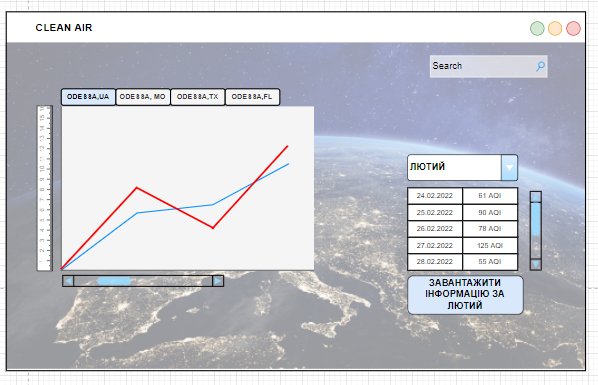 CLEAN AIR
Search
ODESSA,UA ODESSA, MO ODESSA,TX ODESSA,FL
ЛЮТИЙ
24.02.2022 61 AQI
25.02.2022 90 AQI
26.02.2022 78 AQI
27.02.2022 125 AQI
28.02.2022 55 AQI
ЗАВАНТАЖИТИ
ІНФОРМАЦІЮ ЗА
ЛЮТИЙ